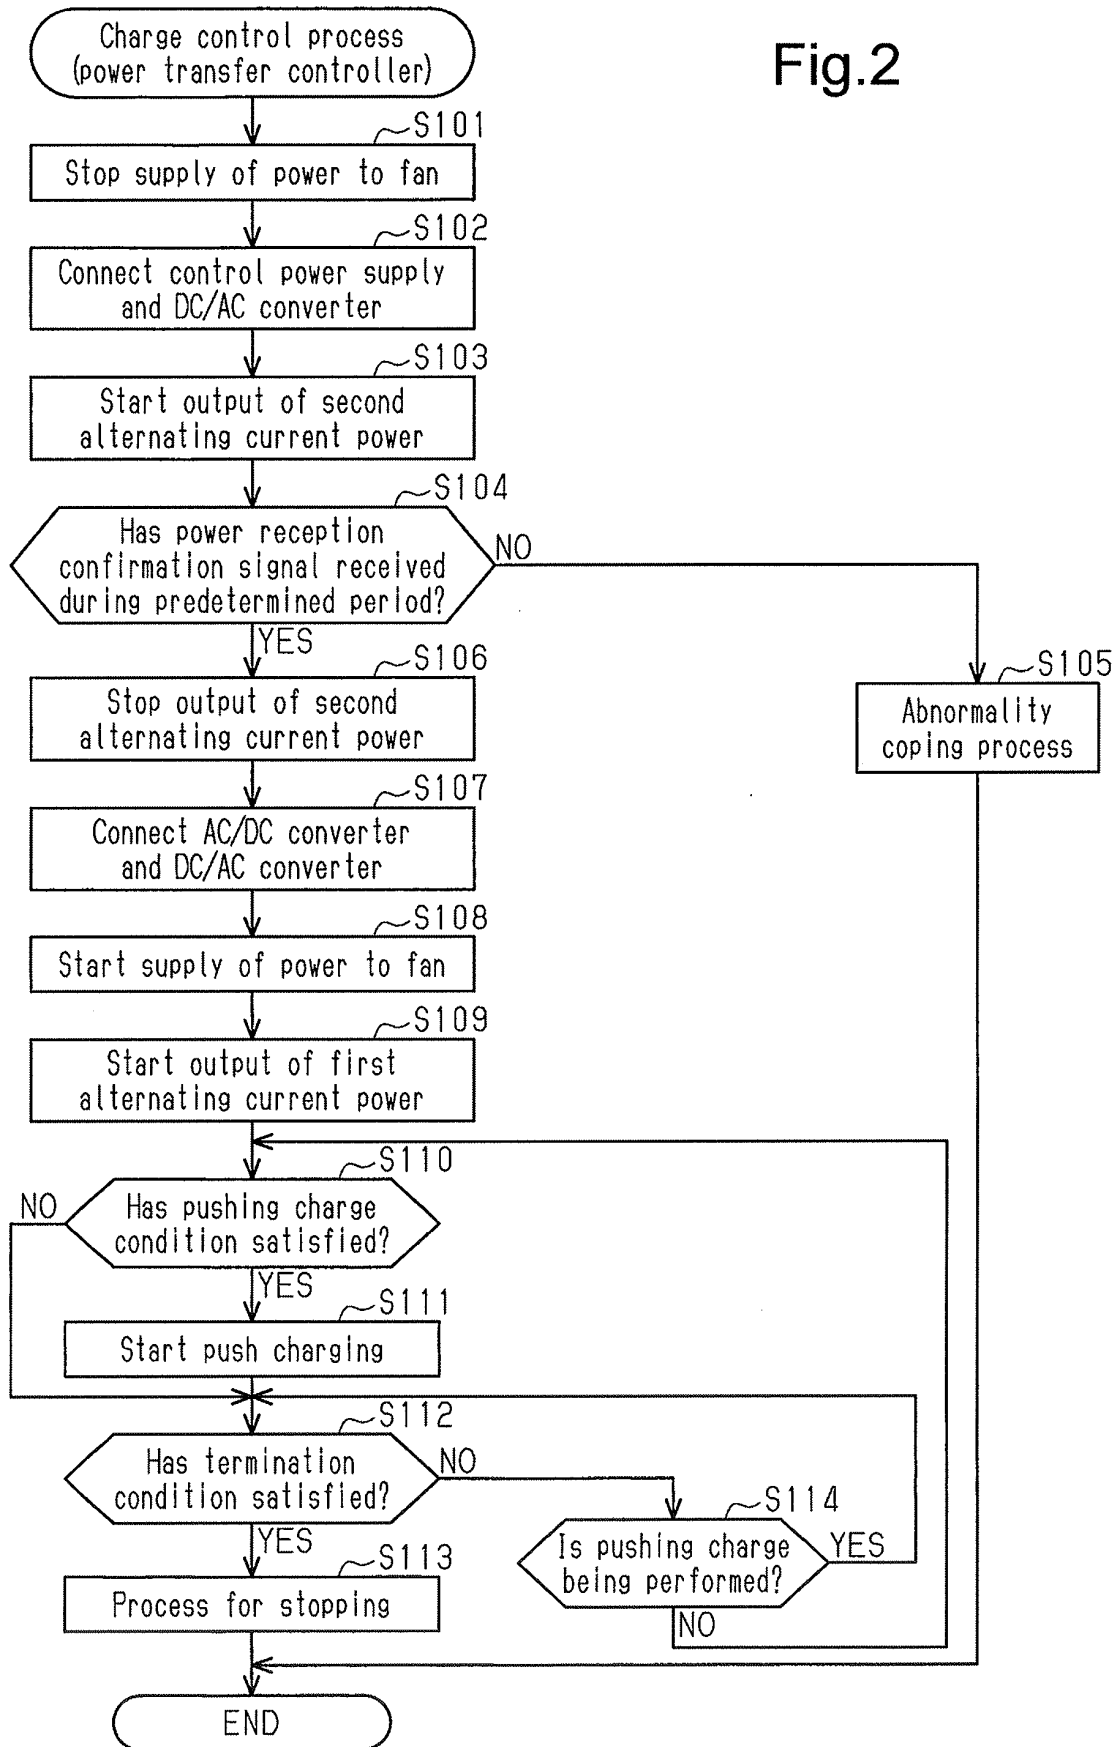 Charge control process
(power transfer controller)
Fig.2
S101
Stop supply of power to fan
S102
Connect control power supply
and DC/AC converter
S103
Start output of second
alternating current power
S104
Has power reception
confirmation signal received
during predetermined period?
NO
YES
S105
Abnormality
coping process
S106
Stop output of second
alternating current power
S107
Connect AC/DC converter
and DC/AC converter
S108
Start supply of power to fan
S109
Start output of first
alternating current power
S110
Has pushing charge
condition satisfied?
NO
YES
S111
Start push charging
S112
Has termination
condition satisfied?
NO
YES
S114
Is pushing charge
being performed?
YES
NO
S113
Process for stopping
END